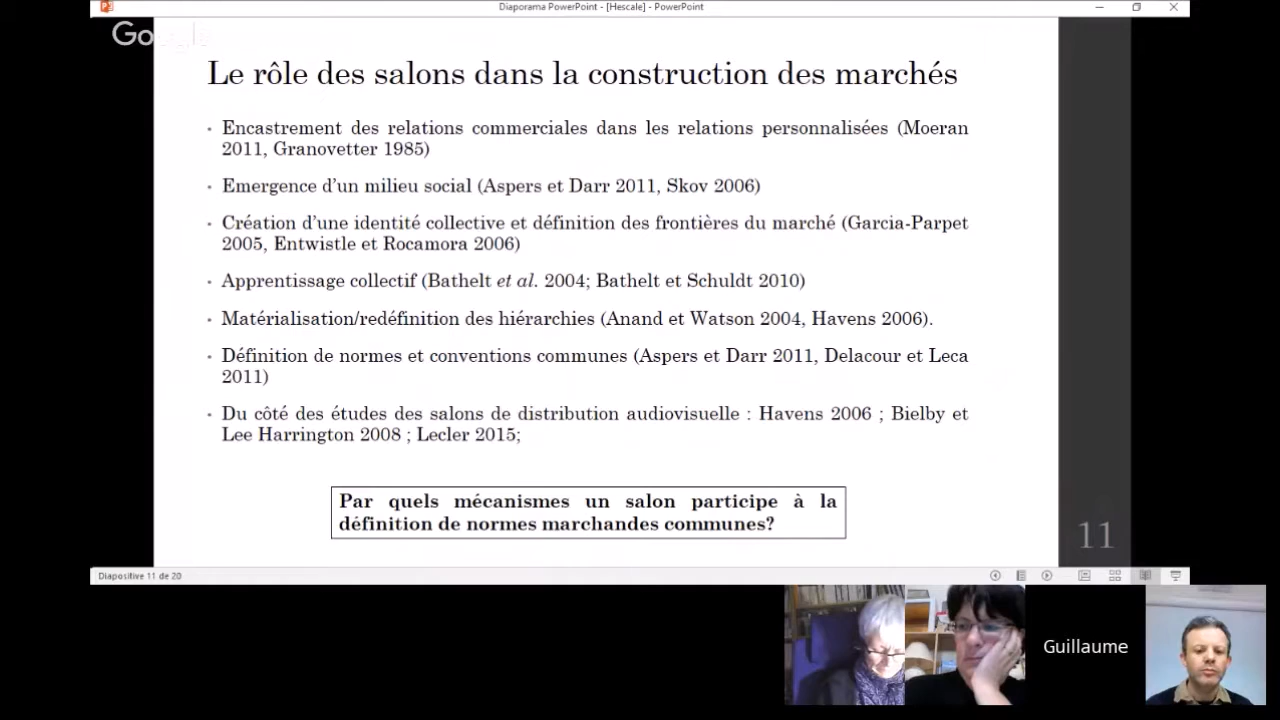 Diaporama PowerPoint - [Hescale] - PowerPoint
Google
Le rôle des salons dans la construction des marchés
• Encastrement des relations commerciales dans les relations personnalisées (Moeran
2011, Granovetter 1985)
• Emergence d'un milieu social (Aspers et Darr 2011, Skov 2006)
• Création d'une identité collective et définition des frontières du marché (Garcia-Parpet
2005, Entwistle et Rocamora 2006)
• Apprentissage collectif (Bathelt et al. 2004; Bathelt et Schuldt 2010)
• Matérialisation/redéfinition des hiérarchies (Anand et Watson 2004, Havens 2006).
• Définition de normes et conventions communes (Aspers et Darr 2011, Delacour et Leca
2011)
• Du côté des études des salons de distribution audiovisuelle : Havens 2006 ; Bielby et
Lee Harrington 2008 ; Lecler 2015;
Par quels mécanismes un salon participe à la
définition de normes marchandes communes?
11
Diapositive 11 de 20
Guillaume